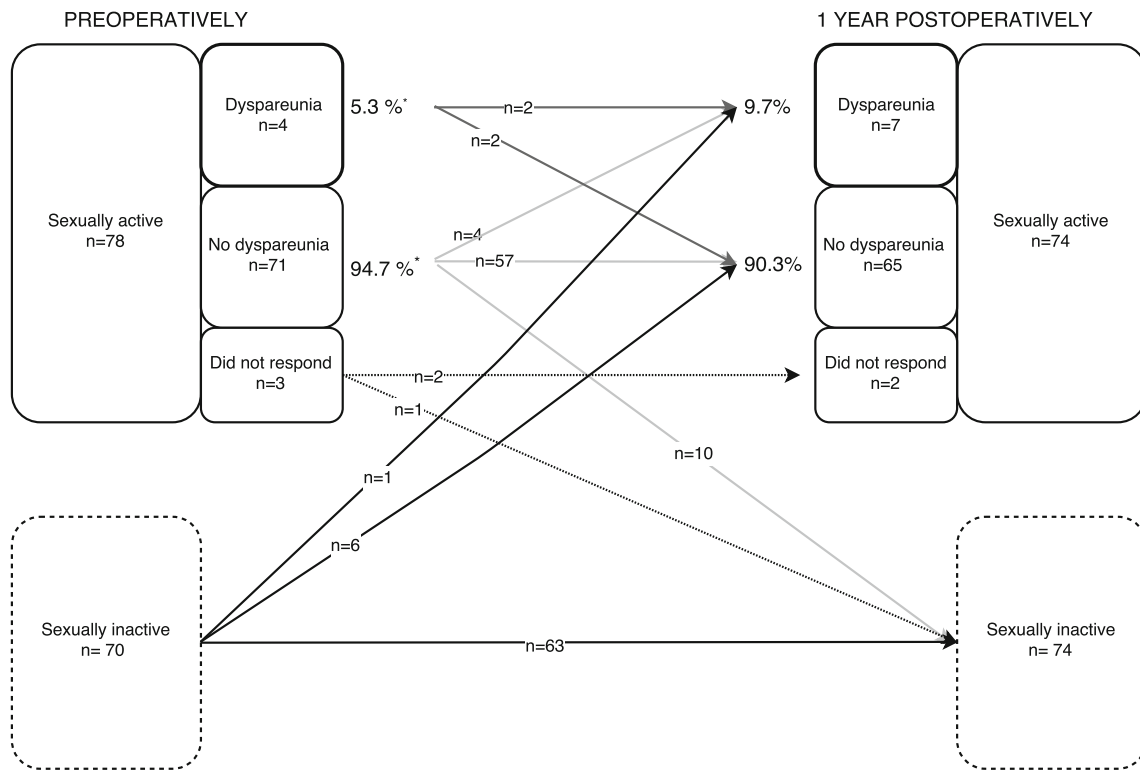 PREOPERATIVELY
1 YEAR POSTOPERATIVELY
Sexually active
n=78
Dyspareunia
n=4
5.3 %*
No dyspareunia
n=71
94.7 %*
Did not respond
n=3
n=2
n=2
n=4
n=57
n=2
n=1
n=10
n=1
n=6
n=63
9.7%
90.3%
Dyspareunia
n=7
No dyspareunia
n=65
Did not respond
n=2
Sexually active
n=74
Sexually inactive
n= 70
Sexually inactive
n= 74